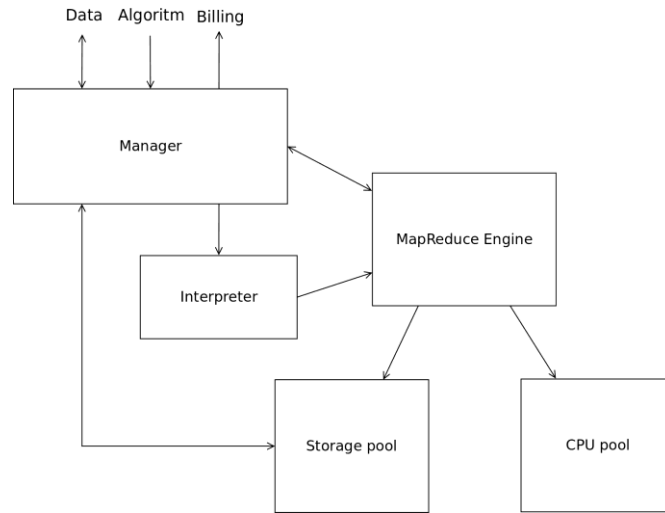 Data Algoritm Billing
Manager
MapReduce Engine
Interpreter
Storage pool
CPU pool